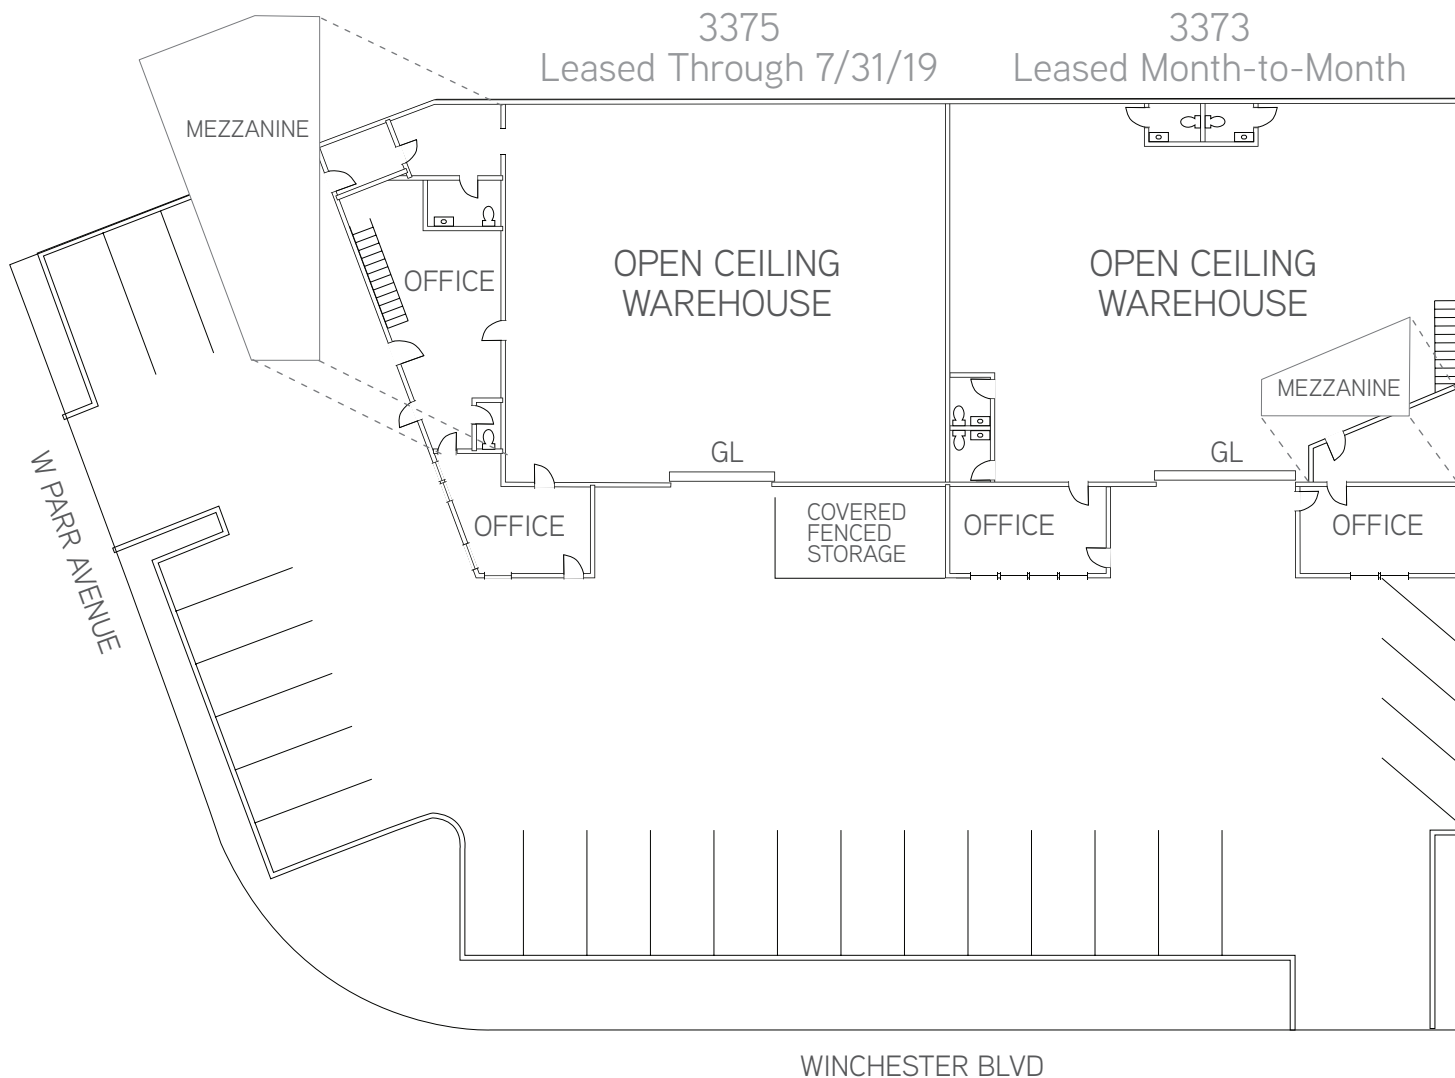 3375
Leased Through 7/31/19
3373
Leased Month-to-Month
MEZZANINE
OFFICE
OPEN CEILING
WAREHOUSE
OPEN CEILING
WAREHOUSE
MEZZANINE
GL
GL
OFFICE
COVERED
FENCED
STORAGE
OFFICE
OFFICE
W PARR AVENUE
WINCHESTER BLVD